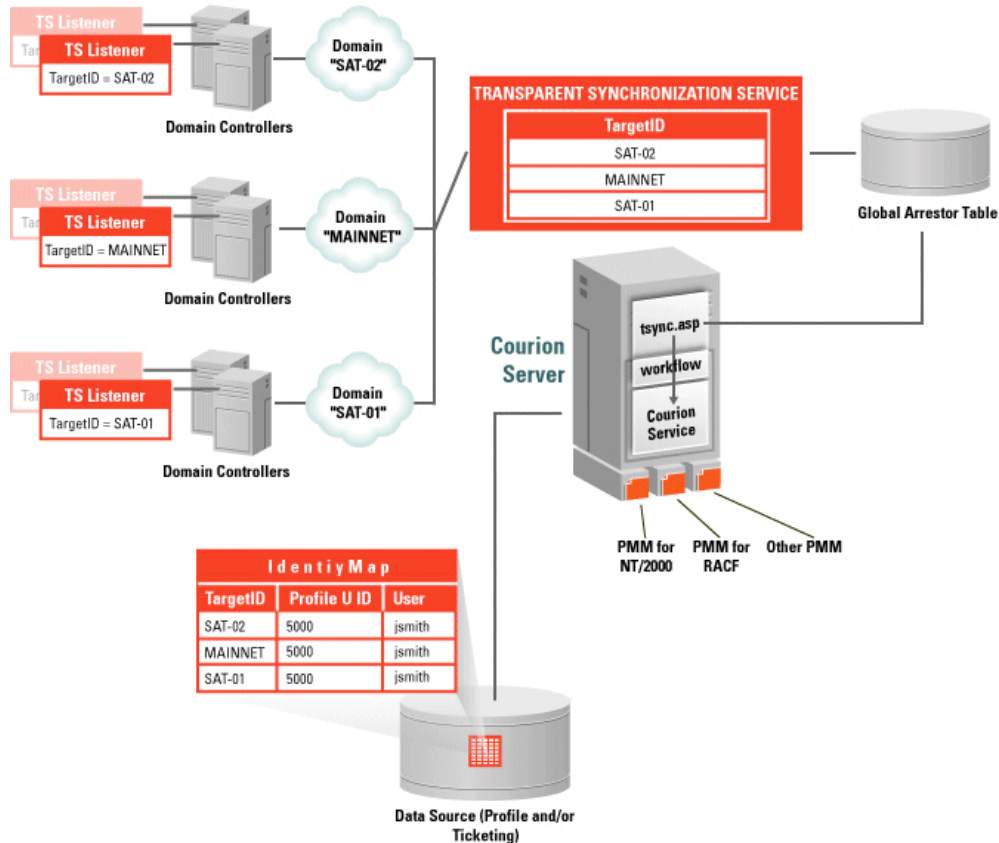 TS Listener
Tar
TS Listener
TargetID = SAT-02
Domain Controllers
Domain
"SAT-02"
TRANSPARENT SYNCHRONIZATION SERVICE
TargetID
SAT-02
MAINNET
SAT-01
Global Arrestor Table
TS Listener
Tar
TS Listener
TargetID = MAINNET
Domain Controllers
Domain
"MAINNET"
TS Listener
Tar
TS Listener
TargetID = SAT-01
Domain Controllers
Domain
"SAT-01"
Courion
Server
tsync.asp
workflow
Courion
Service
PMM for
NT/2000
PMM for
RACF
Other PMM
IdentiyMap
TargetID Profile U ID User
SAT-02 5000 jsmith
MAINNET 5000 jsmith
SAT-01 5000 jsmith
Data Source (Profile and/or
Ticketing)